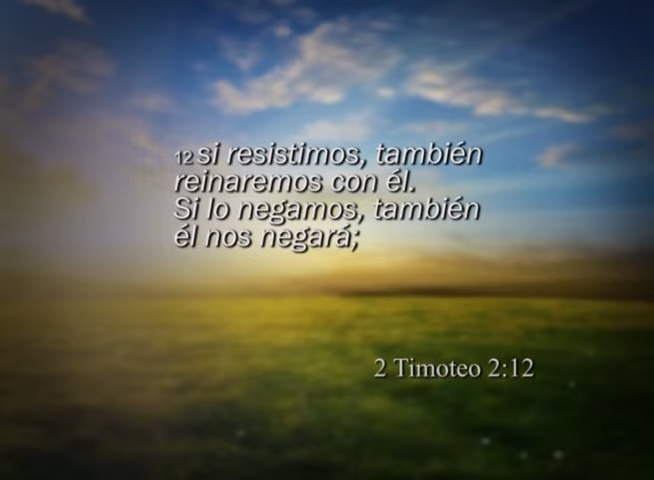 12 si resistimos, también
reinaremos con él.
Si lo negamos, también
él nos negará;
2 Timoteo 2:12